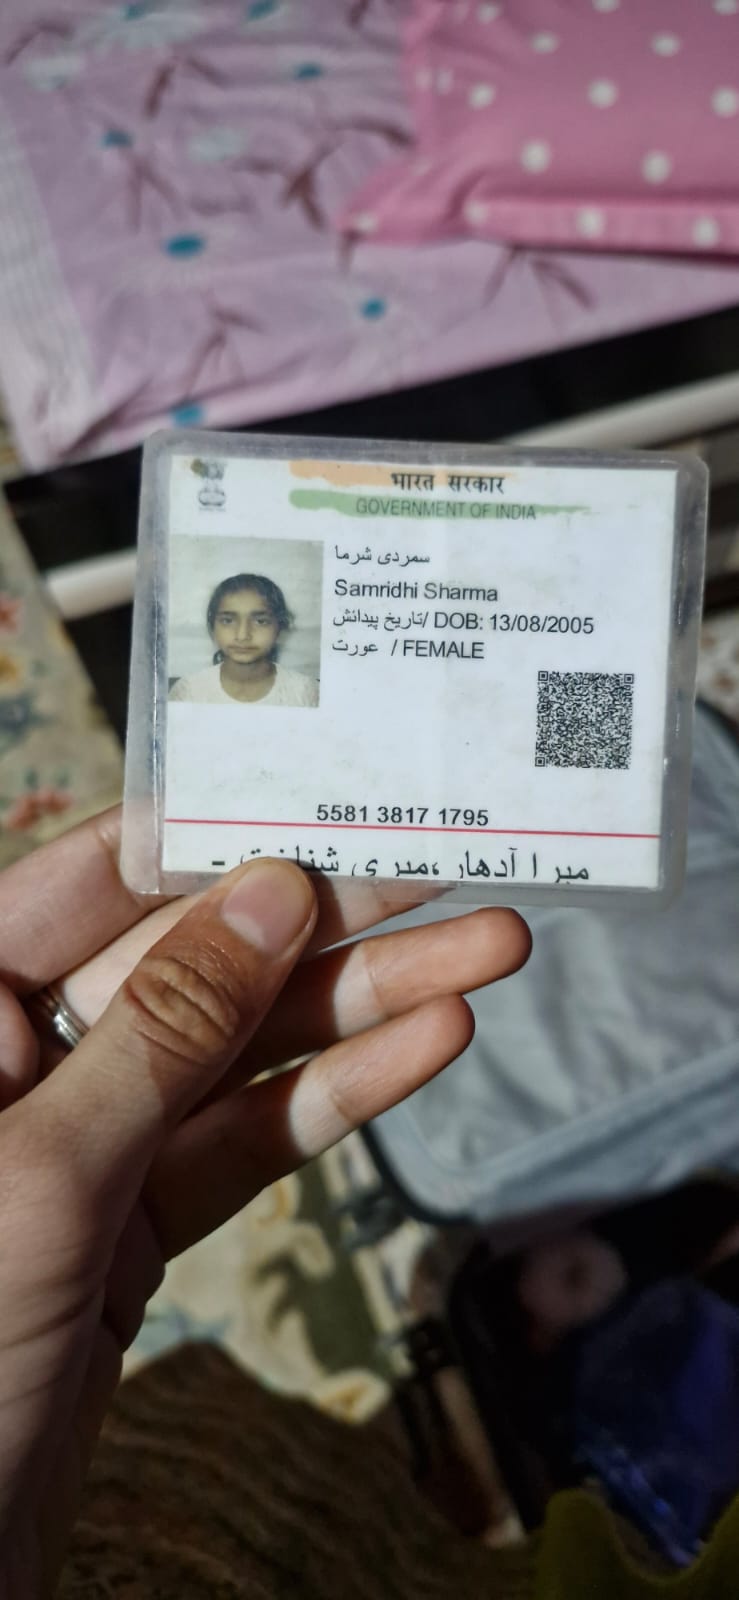 भारत सरकार
GOVERNMENT OF INDIA
سمردی شرما
Samridhi Sharma
تاریخ پیدائش/ DOB: 13/08/2005
عورت / FEMALE
5581 3817 1795
میرا آدھار ،میری شناخت -